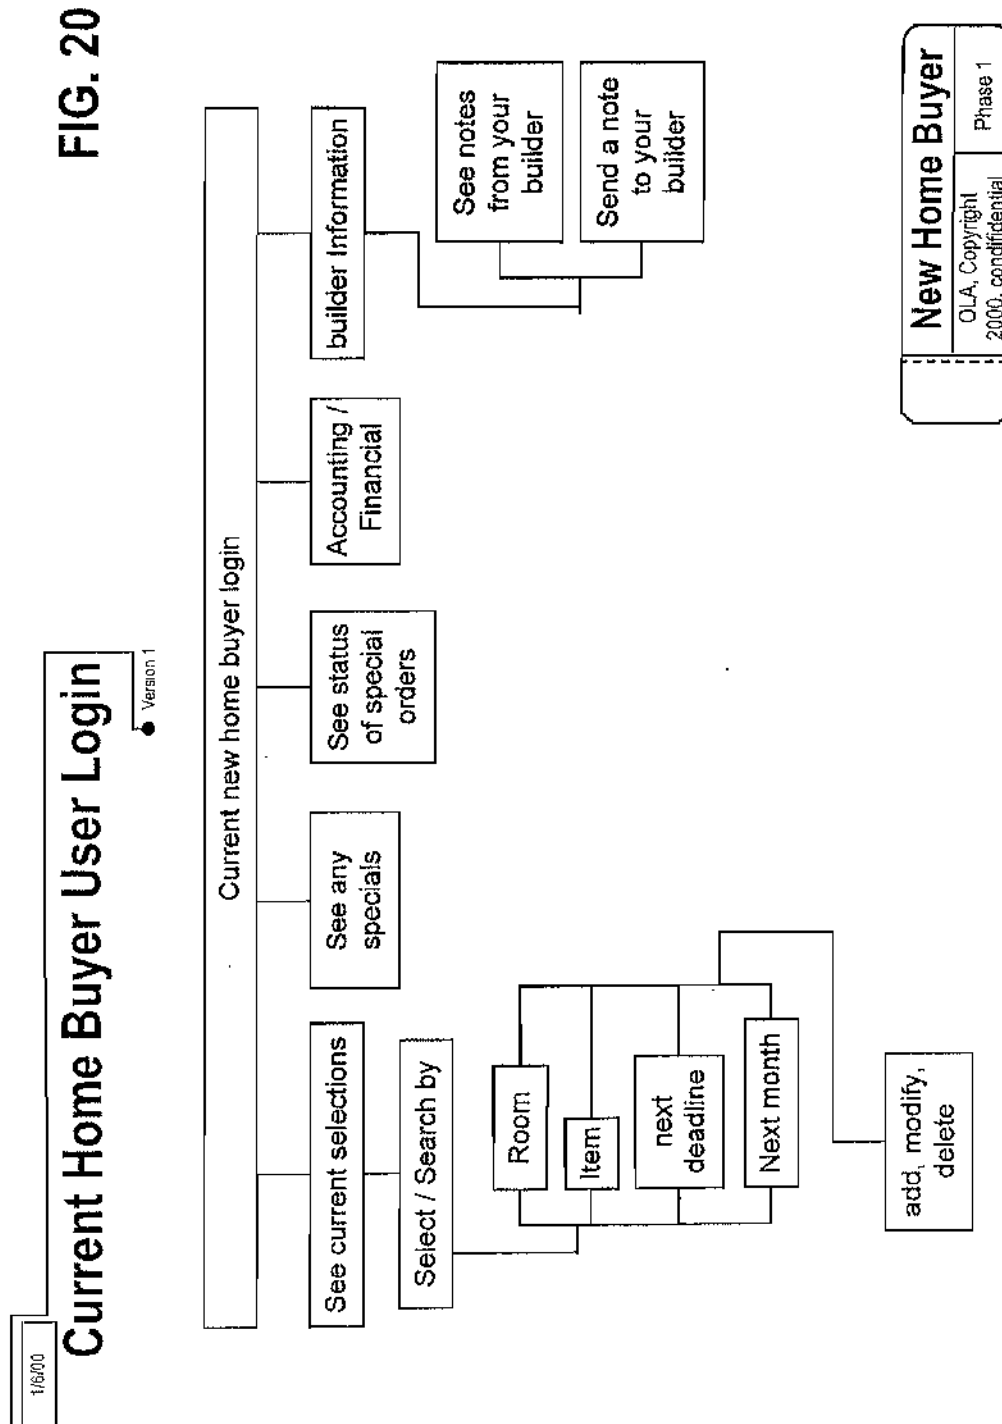 FIG. 20
1/6/00
Current Home Buyer User Login
Version 1
Current new home buyer login
See current selections
See any
specials
See status
of special
orders
Accounting /
Financial
builder Information
Select / Search by
Room
Item
next
deadline
Next month
add, modify,
delete
See notes
from your
builder
Send a note
to your
builder
New Home Buyer
OLA, Copyright
2000, condifidential
Phase 1